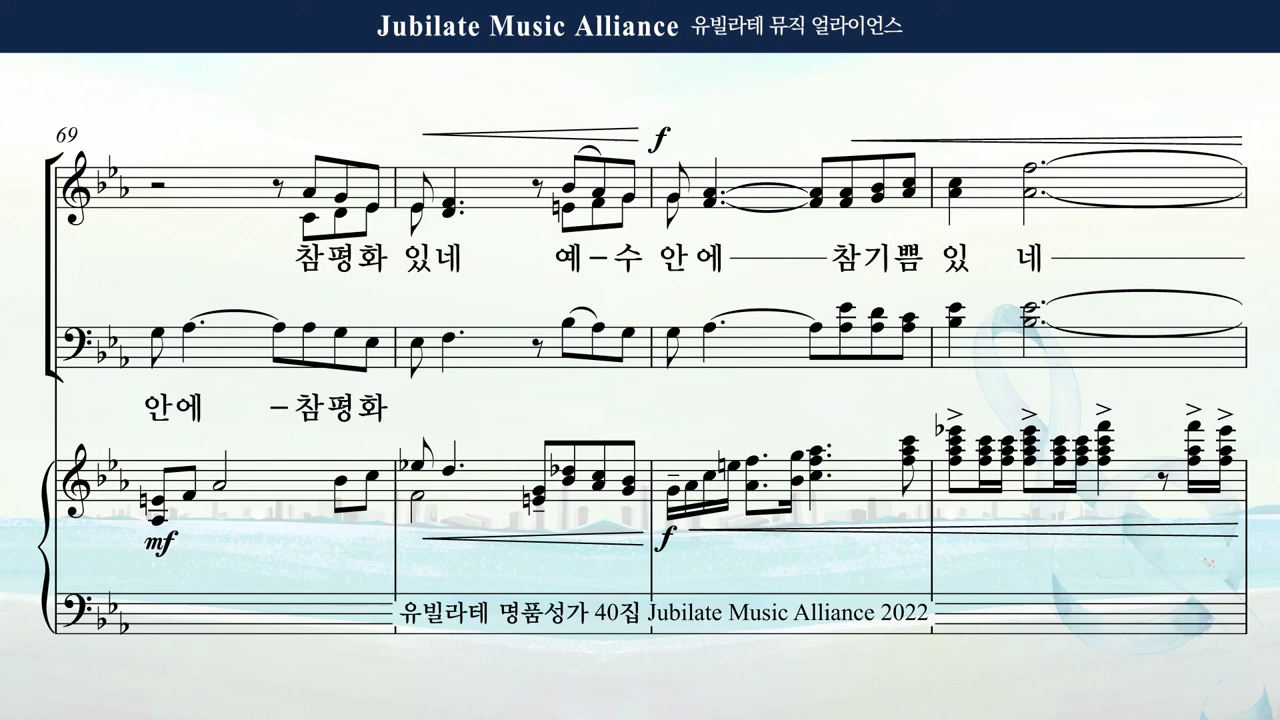 Jubilate Music Alliance 유빌라테 뮤직 얼라이언스
69
f
참평화 있네 예-수 안에 참기쁨 있 네
안에 -참평화
mf f
유빌라테 명품성가 40집 Jubilate Music Alliance 2022